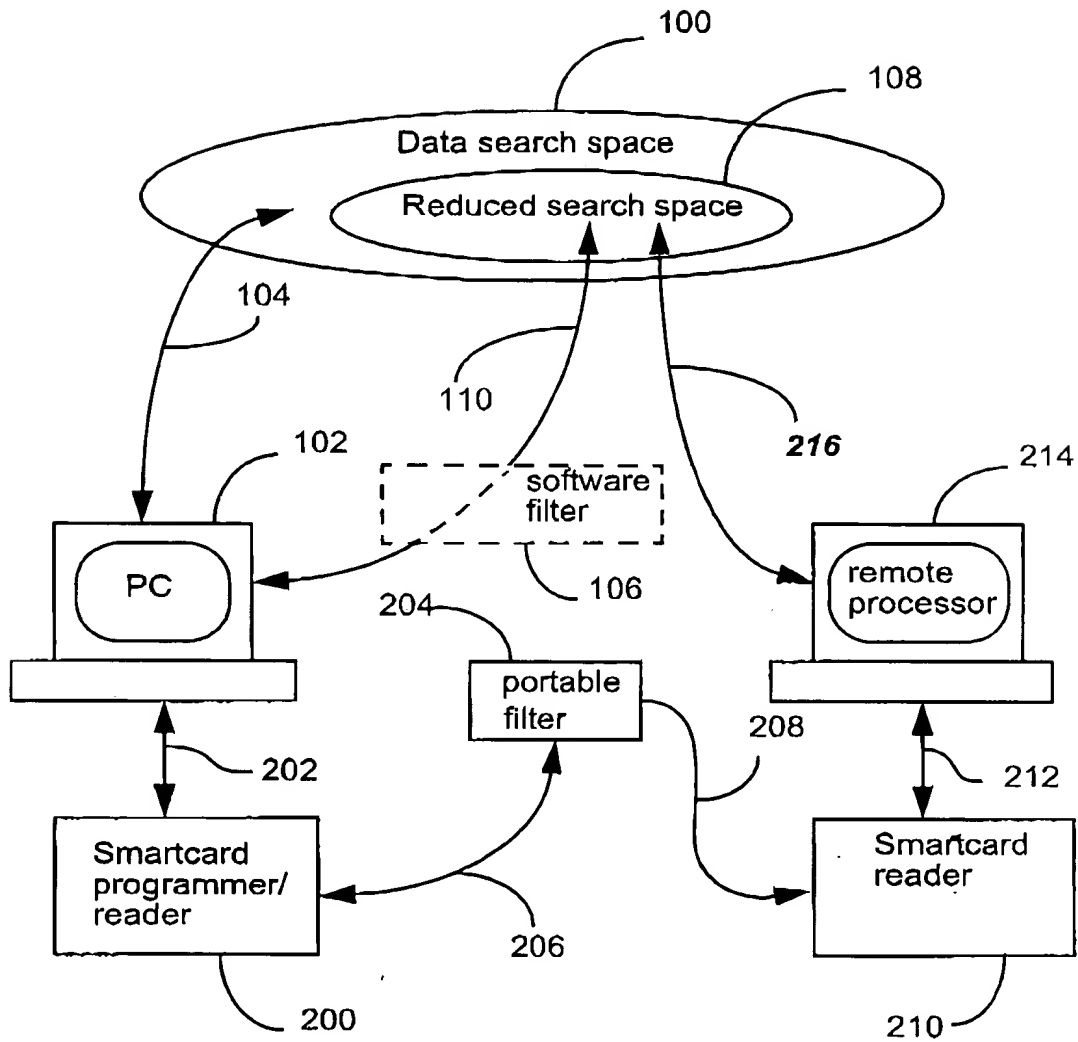 100
108
Data search space
Reduced search space
104
110
216
102
214
software
filter
PC
remote
processor
106
204
portable
filter
208
202
212
Smartcard
programmer/
reader
Smartcard
reader
206
200
210